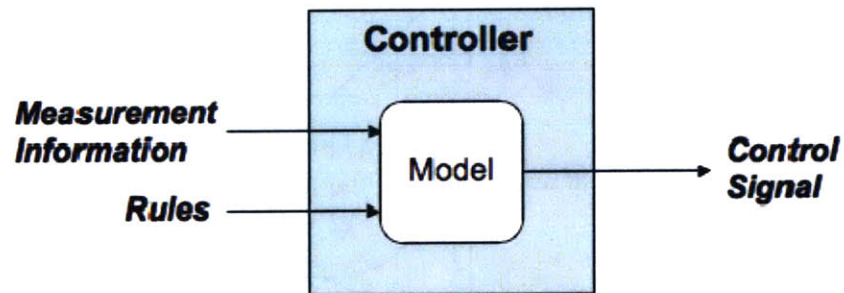 Controller
Measurement
Information
Rules
Model
Control
Signal